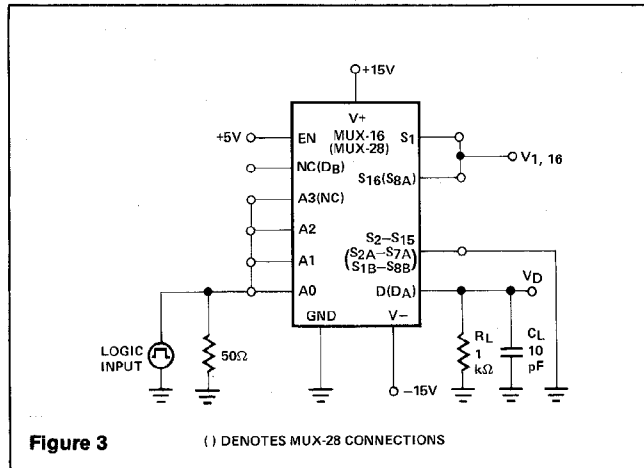 +15V
V+
+5V
EN
MUX-16
(MUX-28)
S1
V1, 16
NC(DB)
S16(S8A)
A3(NC)
A2
S2–S15
(S2A–S7A)
(S1B–S8B)
A1
VD
A0
D(DA)
GND
V–
LOGIC
INPUT
50Ω
RL
1
kΩ
CL
10
pF
–15V
Figure 3
( ) DENOTES MUX-28 CONNECTIONS